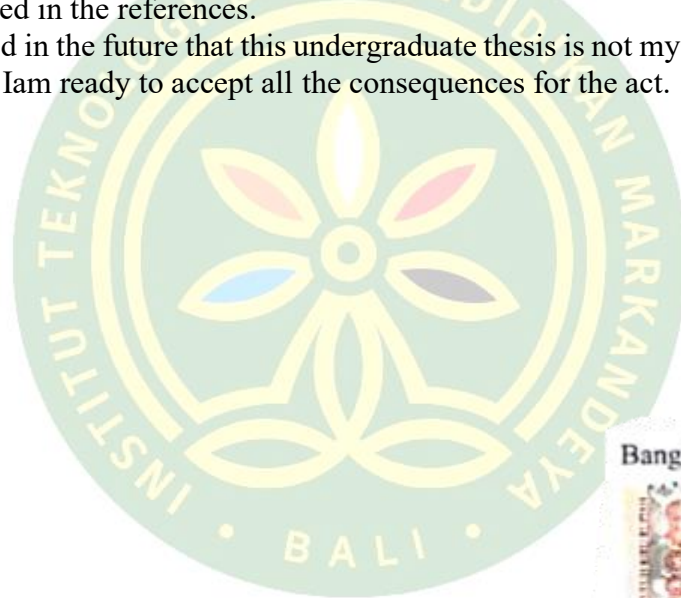 ed in the references.
d in the future that this undergraduate thesis is not my
Iam ready to accept all the consequences for the act.
INSTITUT TEKNOLOGI PENDIDIKAN MARKANDEYA
BALI
Bang